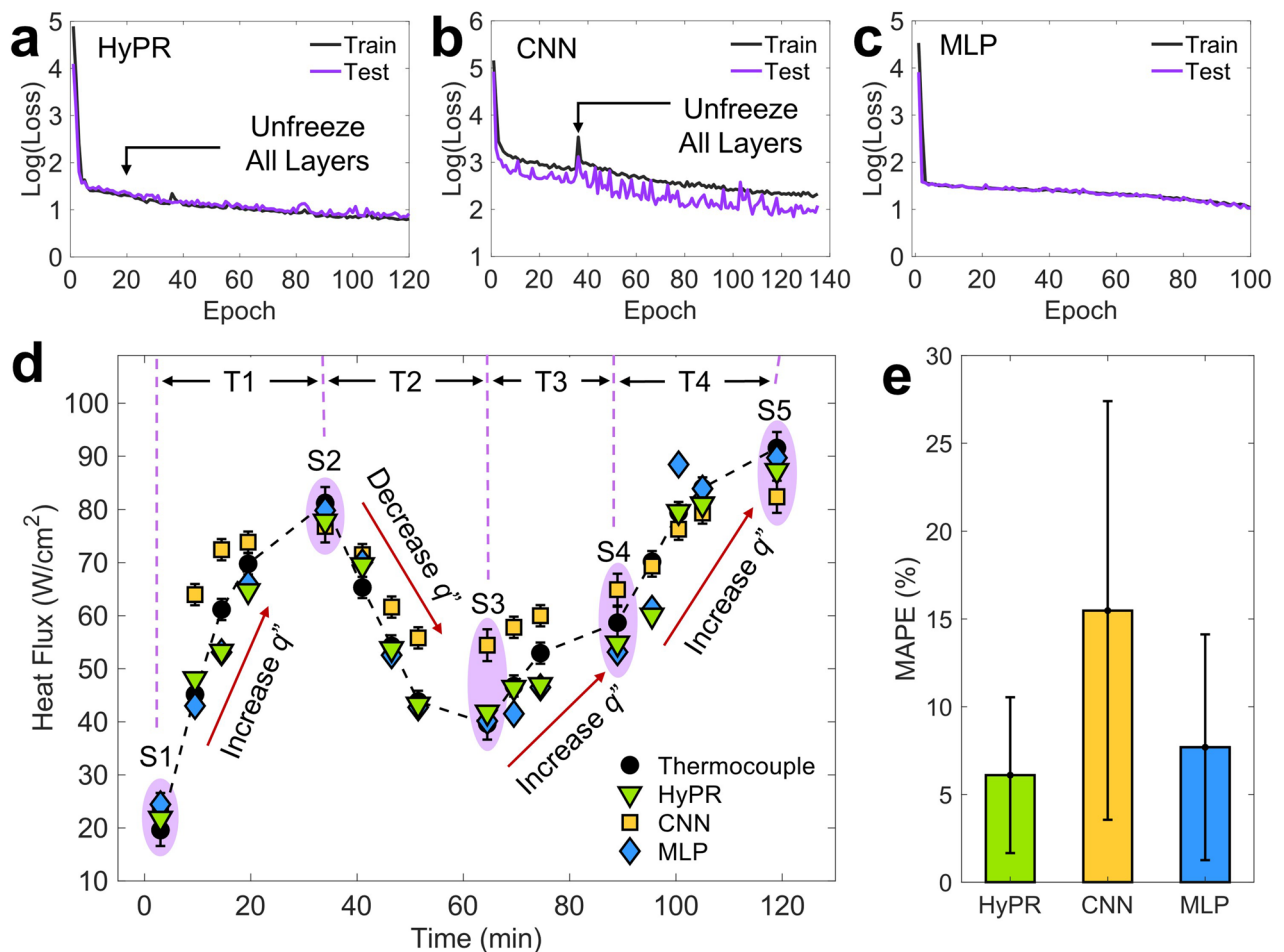 a
HyPR
Train
Test
Unfreeze
All Layers
Log(Loss)
5
4
3
2
1
0
0 20 40 60 80 100 120
Epoch
b
CNN
Train
Test
Unfreeze
All Layers
Log(Losss)
6
5
4
3
2
1
0 20 40 60 80 100 120 140
Epoch
c
MLP
Train
Test
Log(Loss)
5
4
3
2
1
0
0 20 40 60 80 100
Epoch
d
T1 T2 T3 T4
S1
S2
S3
S4
S5
Increase q”
Decrease q”
Increase q”
Increase q”
Thermocouple
HyPR
CNN
MLP
Heat Flux (W/cm2)
100
90
80
70
60
50
40
30
20
10
0 20 40 60 80 100 120
Time (min)
e
MAPE (%)
30
25
20
15
10
5
0
HyPR CNN MLP